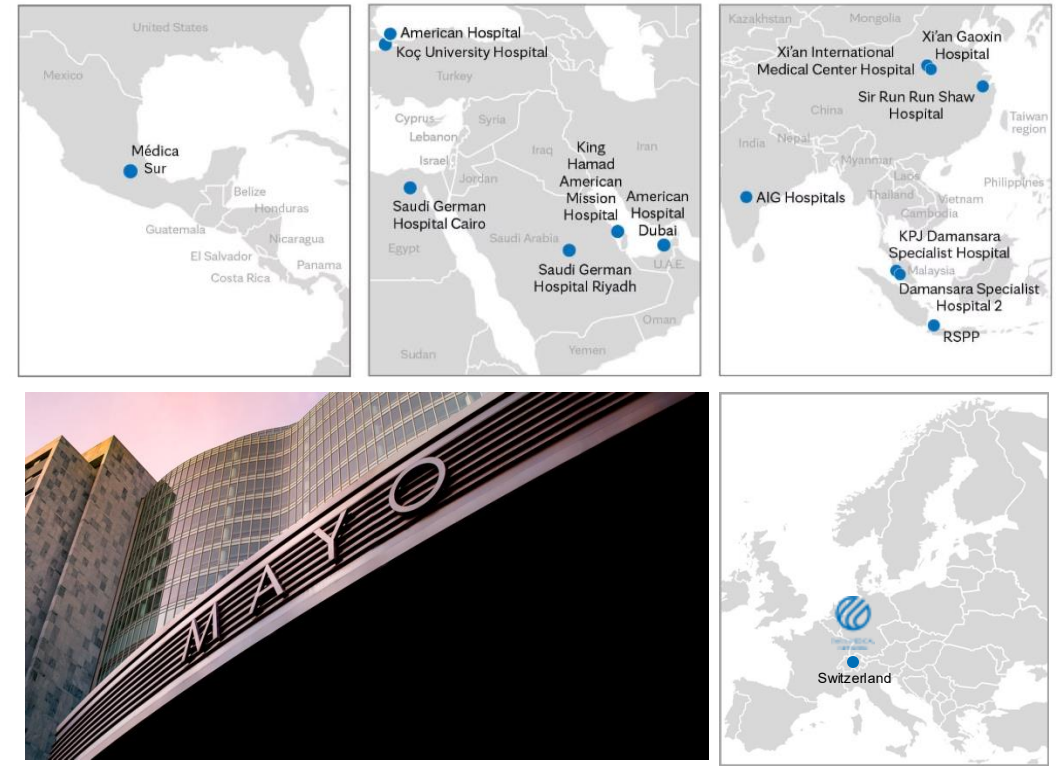 United States
Mexico
Médica
Sur
Belize
Honduras
Guatemala
Nicaragua
El Salvador
Panama
Costa Rica
American Hospital
Koç University Hospital
Turkey
Cyprus
Syria
Lebanon
Israel
Iraq
Iran
Jordan
King
Hamad
American
Mission
Hospital
American
Hospital
Dubai
Saudi German
Hospital Cairo
Egypt
Saudi Arabia
U.A.E.
Saudi German
Hospital Riyadh
Oman
Yemen
Sudan
Kazakhstan
Mongolia
Xi'an Gaoxin
Hospital
Xi'an International
Medical Center Hospital
Sir Run Run Shaw
Hospital
China
Taiwan
region
India
Nepal
Myanmar
Laos
Thailand
Vietnam
Cambodia
Philippines
AIG Hospitals
KPJ Damansara
Specialist Hospital
Malaysia
Damansara Specialist
Hospital 2
RSPP
MAYO
Switzerland